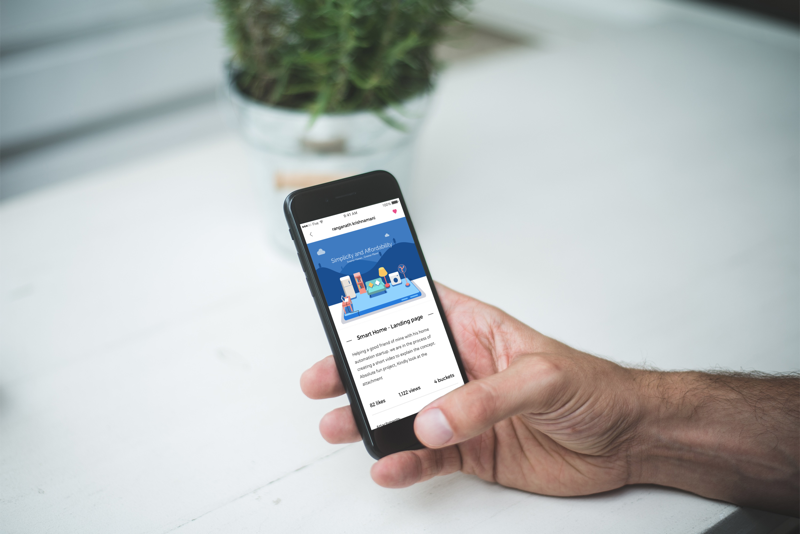 9:41 AM
100%
ranganath krishnamani
Simplicity and Affordability
Smart Home - Landing page
Helping a good friend of mine with his home
automation startup. we are in the process of
creating a short video to explain the concept.
Absolute fun project, Kindly look at the
attachment
82 likes
1,122 views
4 buckets